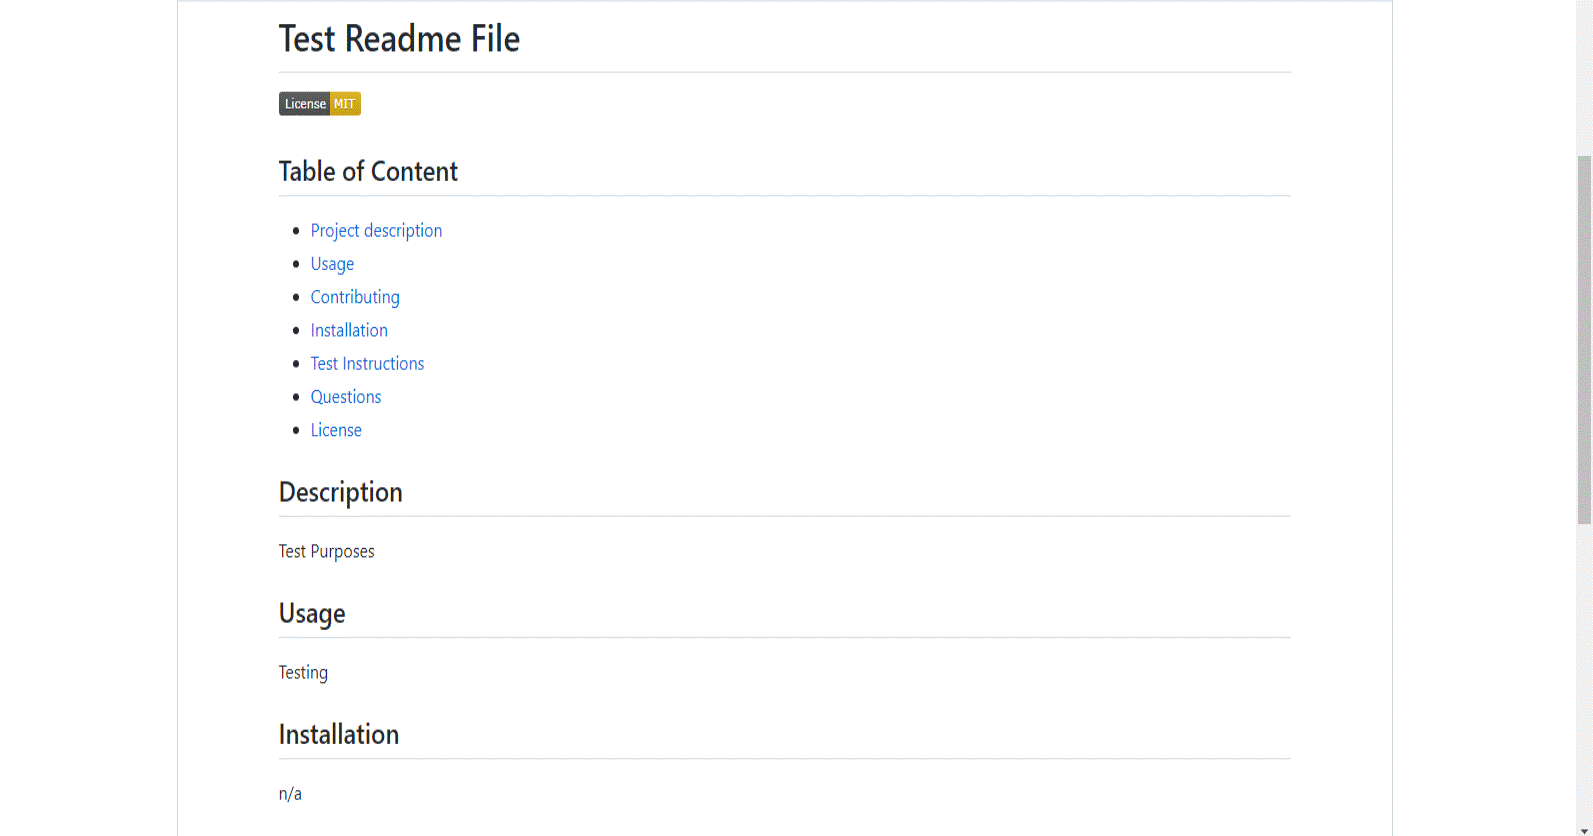 Test Readme File
License MIT
Table of Content
Project description
Usage
Contributing
Installation
Test Instructions
Questions
License
Description
Test Purposes
Usage
Testing
Installation
n/a